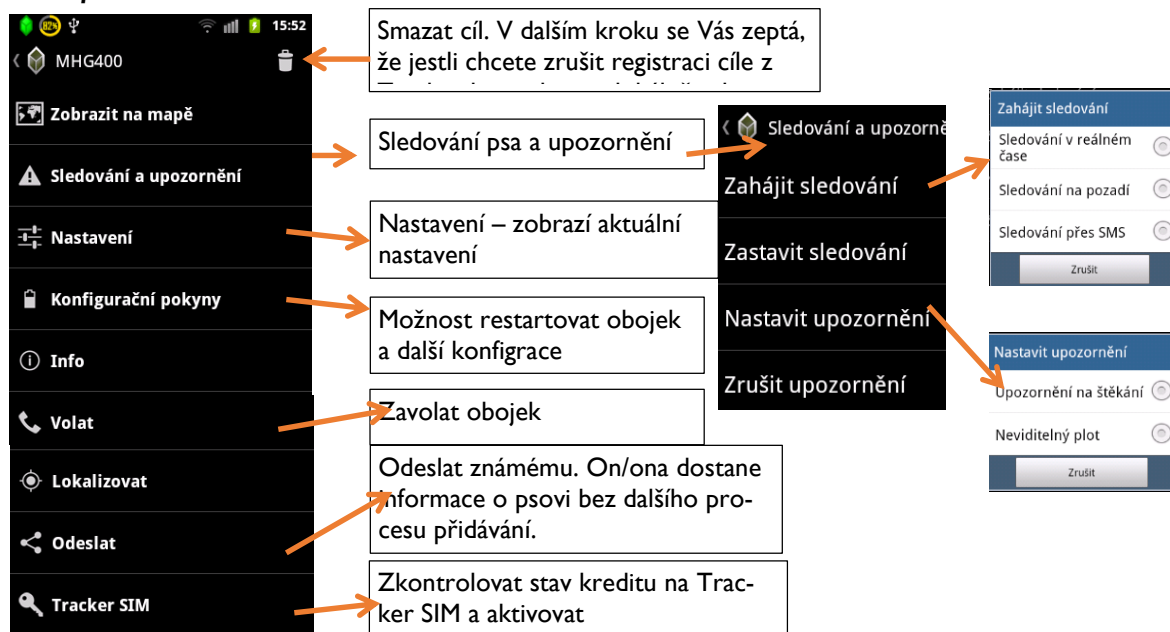 82%
15:52
MHG400
Zobrazit na mapě
Sledování a upozornění
Nastavení
Konfigurační pokyny
Info
Volat
Lokalizovat
Odeslat
Tracker SIM
Smazat cíl. V dalším kroku se Vás zeptá,
že jestli chcete zrušit registraci cíle z
Sledování psa a upozornění
Nastavení – zobrazí aktuální
nastavení
Možnost restartovat obojek
a další konfigrace
Zavolat obojek
Odeslat známému. On/ona dostane
informace o psovi bez dalšího pro-
cesu přidávání.
Zkontrolovat stav kreditu na Trac-
ker SIM a aktivovat
Sledování a upozorně
Zahájit sledování
Zastavit sledování
Nastavit upozornění
Zrušit upozornění
Zahájit sledování
Sledování v reálném
čase
Sledování na pozadí
Sledování přes SMS
Zrušit
Nastavit upozornění
Upozornění na štěkání
Neviditelný plot
Zrušit